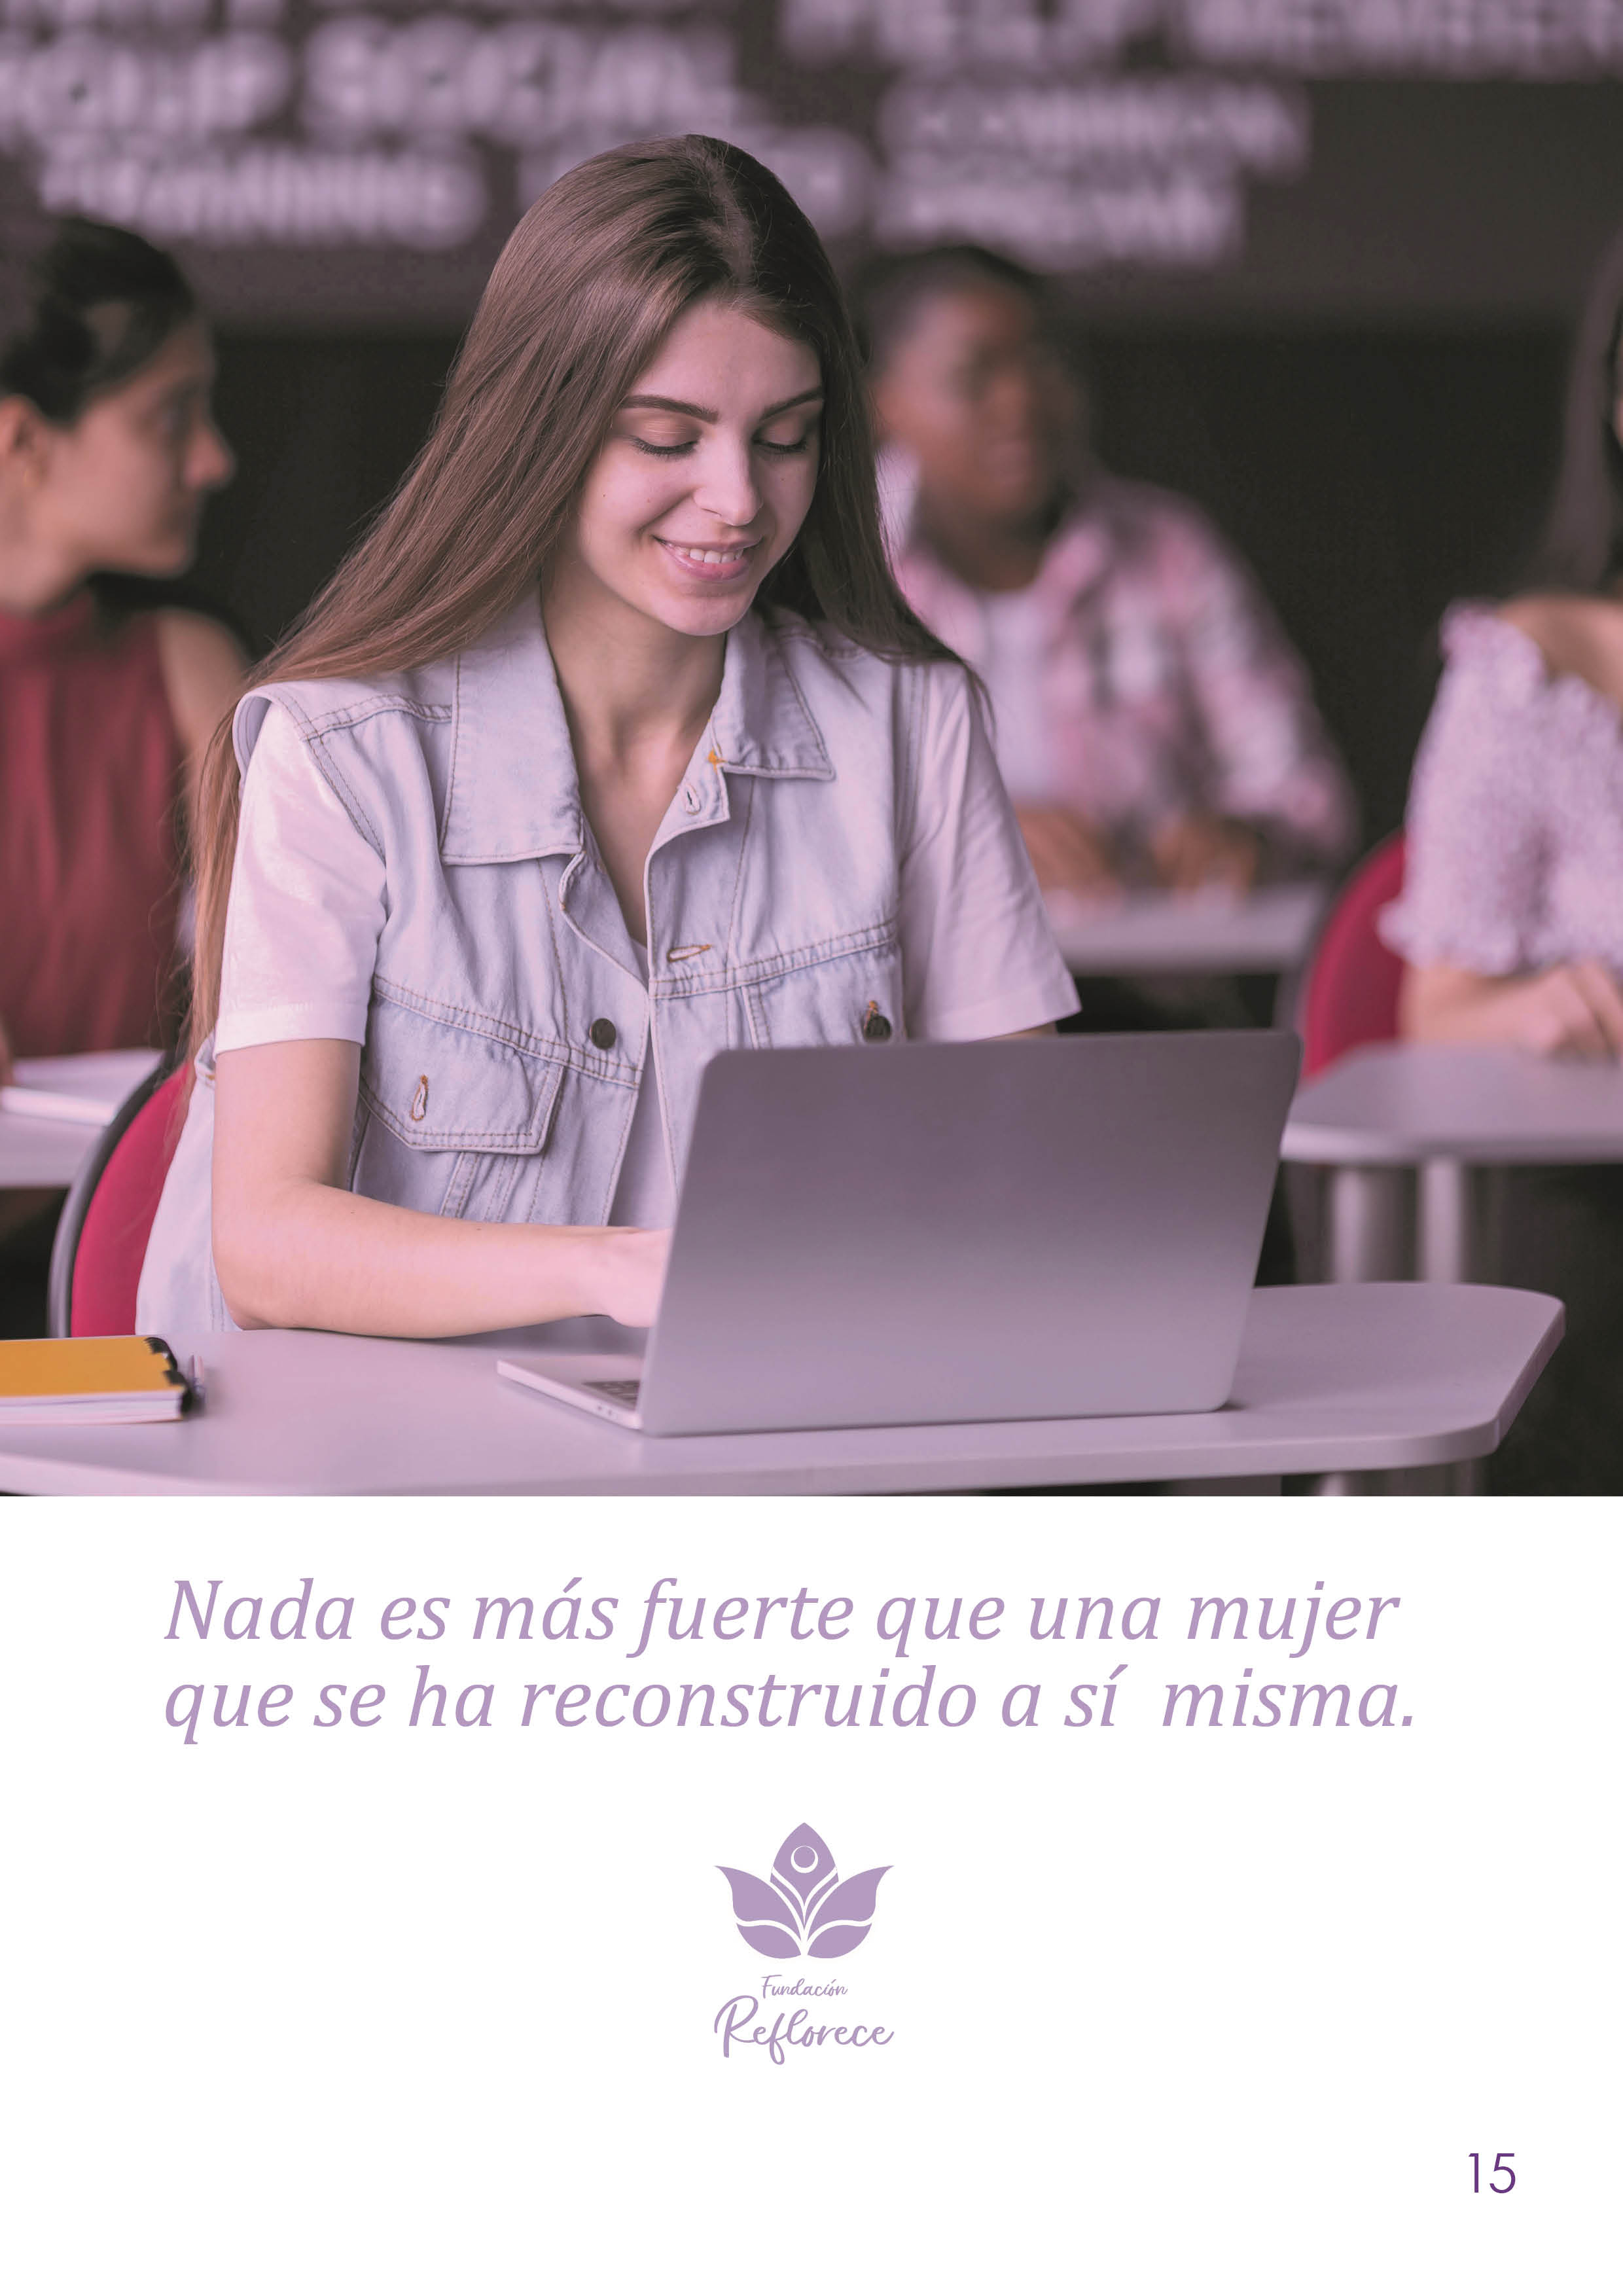 Nada es más fuerte que una mujer
que se ha reconstruido a sí  misma.
Fundación
Reflorece
15